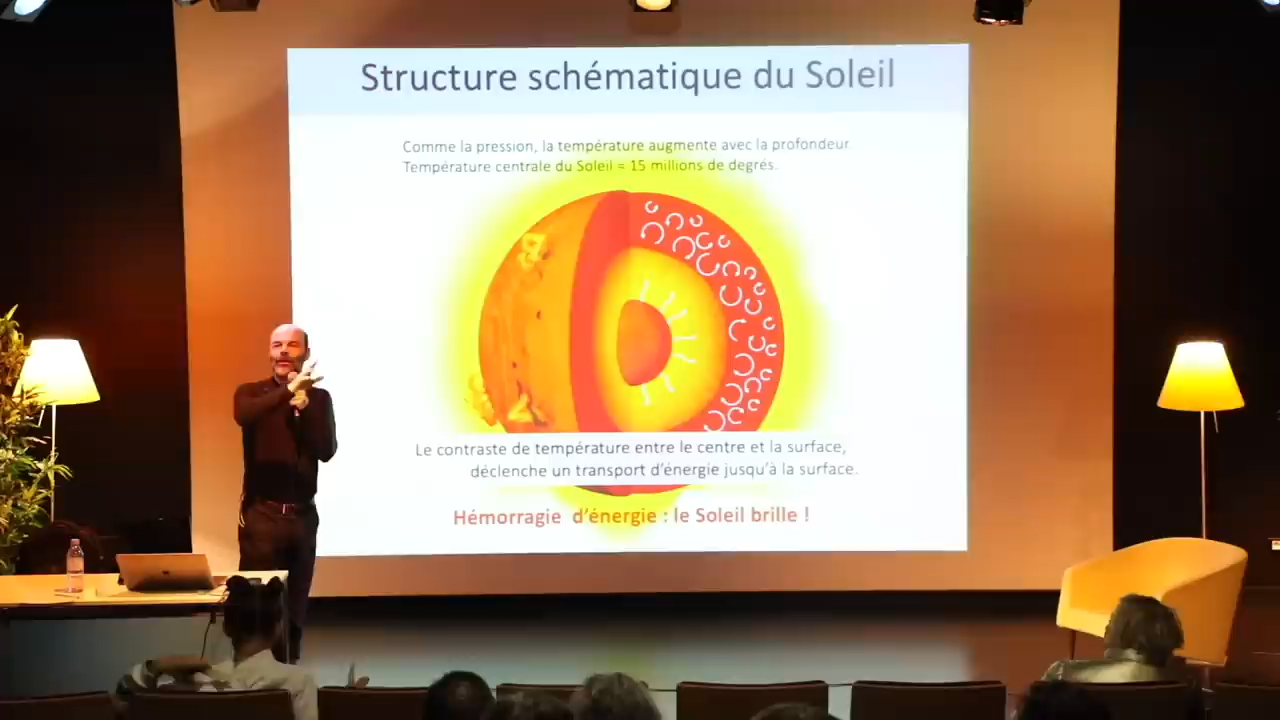 Structure schématique du Soleil
Comme la pression, la température augmente avec la profondeur.
Température centrale du Soleil = 15 millions de degrés.
Le contraste de température entre le centre et la surface,
déclenche un transport d'énergie jusqu'à la surface.
Hémorragie d'énergie : le Soleil brille !